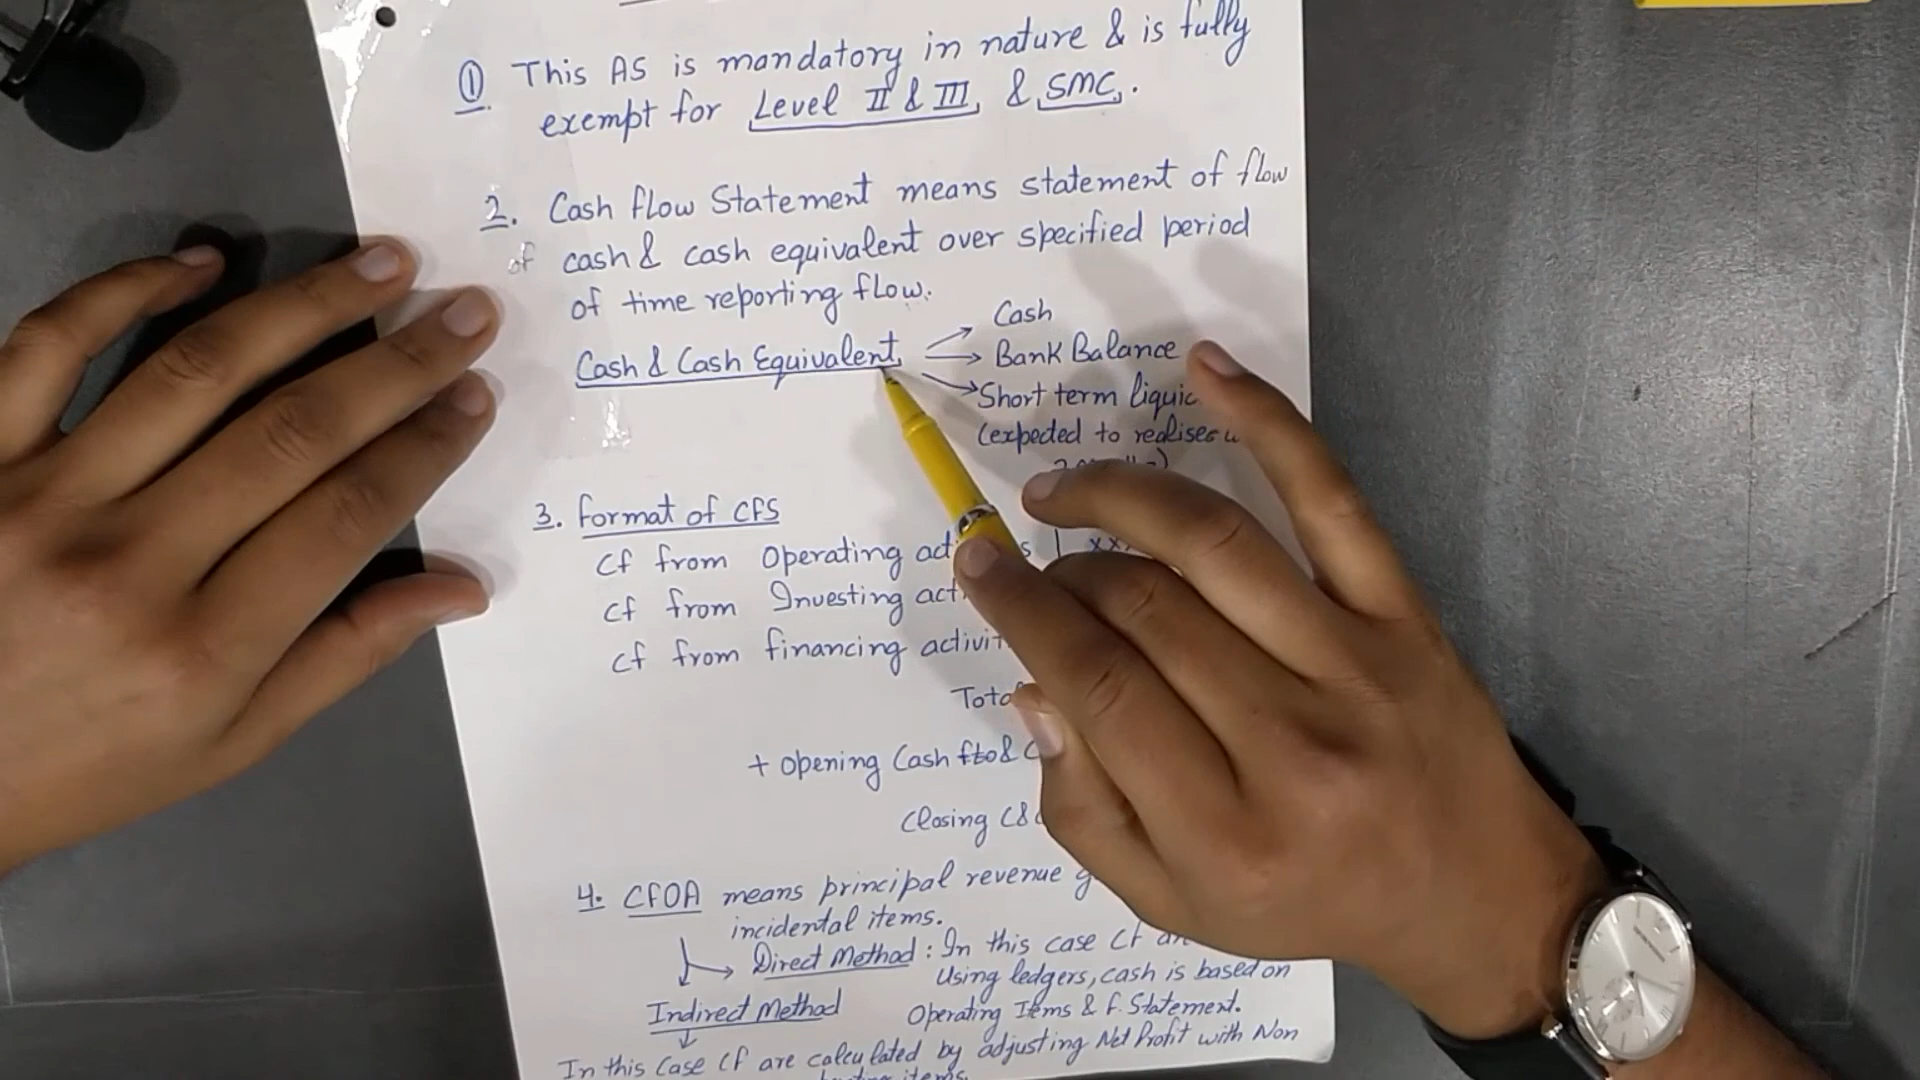 ① This AS is mandatory in nature & is fully
exempt for Level II & III, & SMC.
2. Cash flow Statement means statement of flow
of cash & cash equivalent over specified period
of time reporting flow.
Cash & Cash Equivalent
Cash
Bank Balance
Short term
(expected to realise
3. Format of CFS
Cf from Operating
Cf from Investing
Cf from financing
+ opening Cash
Closing
4. CFOA means principal revenue
incidental items.
Direct Method : In this case Cf
Using ledgers, cash is based on
Indirect Method Operating Items & F. Statement.
In this Case Cf are calculated by adjusting Net Profit with Non
items.